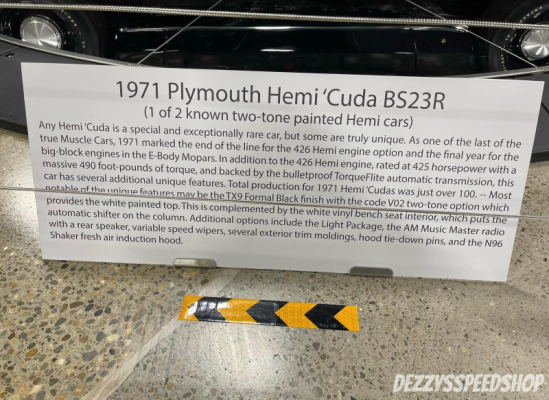 1971 Plymouth Hemi ‘Cuda BS23R
(1 of 2 known two-tone painted Hemi cars)
Any Hemi ‘Cuda is a special and exceptionally rare car, but some are truly unique. As one of the last of the
true Muscle Cars, 1971 marked the end of the line for the 426 Hemi engine option and the final year for the
big-block engines in the E-Body Mopars. In addition to the 426 Hemi engine, rated at 425 horsepower with a
massive 490 foot-pounds of torque, and backed by the bulletproof TorqueFlite automatic transmission, this
car has several additional unique features. Total production for 1971 Hemi ‘Cudas was just over 100. -- Most
notable of the unique features may be the TX9 Formal Black finish with the code V02 two-tone option which
provides the white painted top. This is complemented by the white vinyl bench seat interior, which puts the
automatic shifter on the column. Additional options include the Light Package, the AM Music Master radio
with a rear speaker, variable speed wipers, several exterior trim moldings, hood tie-down pins, and the N96
Shaker fresh air induction hood.
DEZZYSSPEEDSHOP